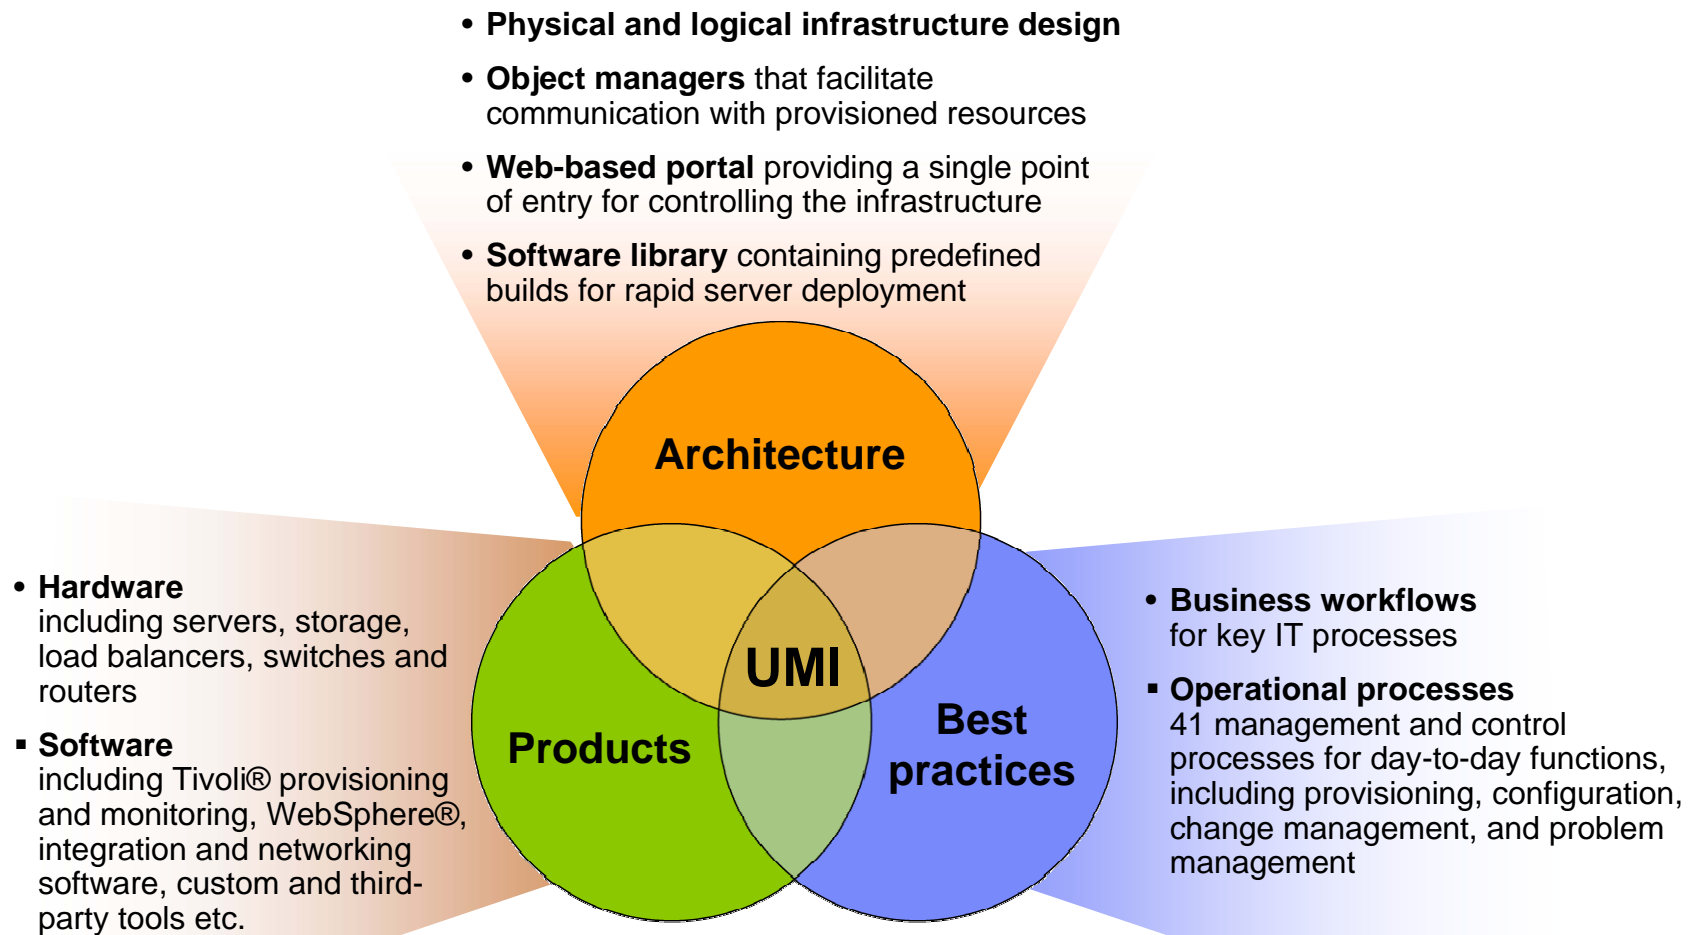 • Physical and logical infrastructure design
• Object managers that facilitate
communication with provisioned resources
• Web-based portal providing a single point
of entry for controlling the infrastructure
• Software library containing predefined
builds for rapid server deployment
Architecture
• Hardware
including servers, storage,
load balancers, switches and
routers
▪ Software
including Tivoli® provisioning
and monitoring, WebSphere®,
integration and networking
software, custom and third-
party tools etc.
Products
UMI
Best
practices
• Business workflows
for key IT processes
▪ Operational processes
41 management and control
processes for day-to-day functions,
including provisioning, configuration,
change management, and problem
management